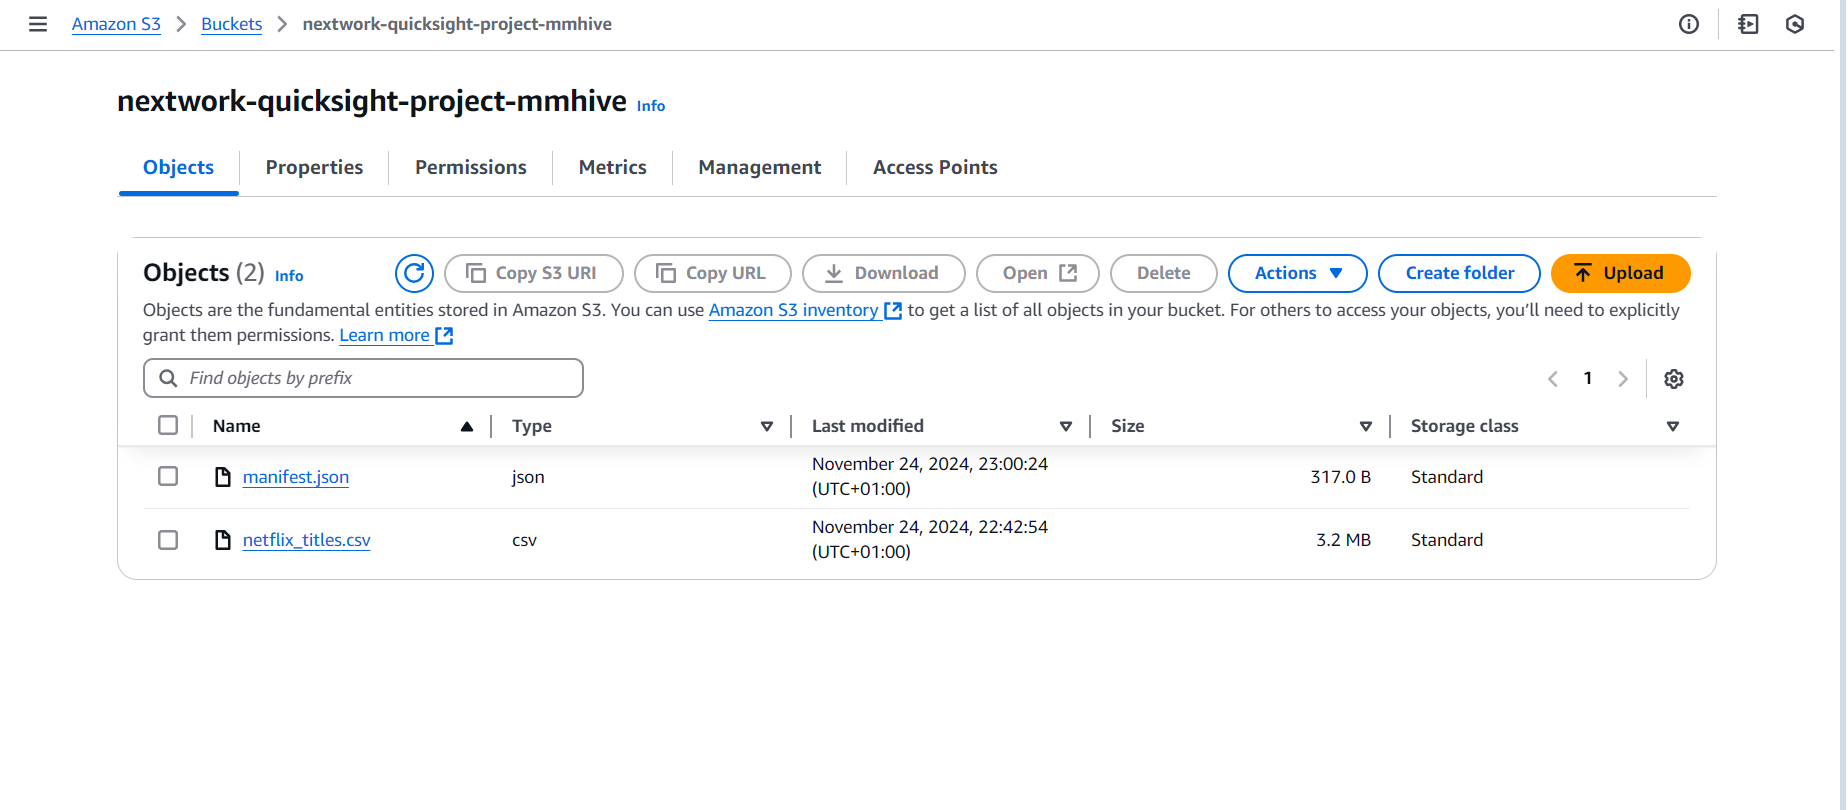 Amazon S3 > Buckets > nextwork-quicksight-project-mmhive
nextwork-quicksight-project-mmhive Info
Objects Properties Permissions Metrics Management Access Points
Objects (2) Info Copy S3 URI Copy URL Download Open Delete Actions Create folder Upload
Objects are the fundamental entities stored in Amazon S3. You can use Amazon S3 inventory to get a list of all objects in your bucket. For others to access your objects, you’ll need to explicitly
grant them permissions. Learn more
Find objects by prefix
1
Name Type Last modified Size Storage class
manifest.json json November 24, 2024, 23:00:24 (UTC+01:00) 317.0 B Standard
netflix_titles.csv csv November 24, 2024, 22:42:54 (UTC+01:00) 3.2 MB Standard